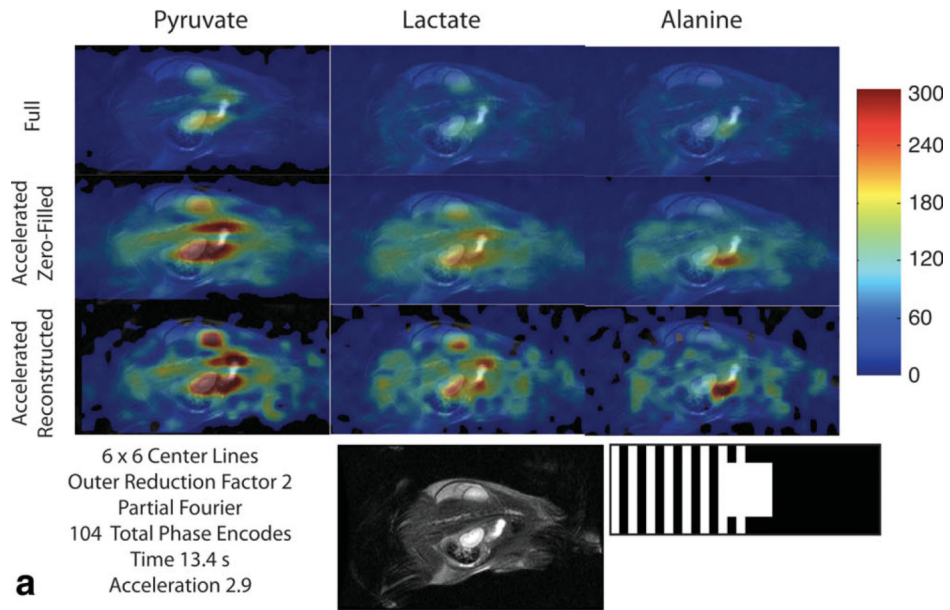 Pyruvate Lactate Alanine
Full
Accelerated
Zero-Filled
Accelerated
Reconstructed
300
240
180
120
60
0
6 x 6 Center Lines
Outer Reduction Factor 2
Partial Fourier
104 Total Phase Encodes
Time 13.4 s
Acceleration 2.9
a